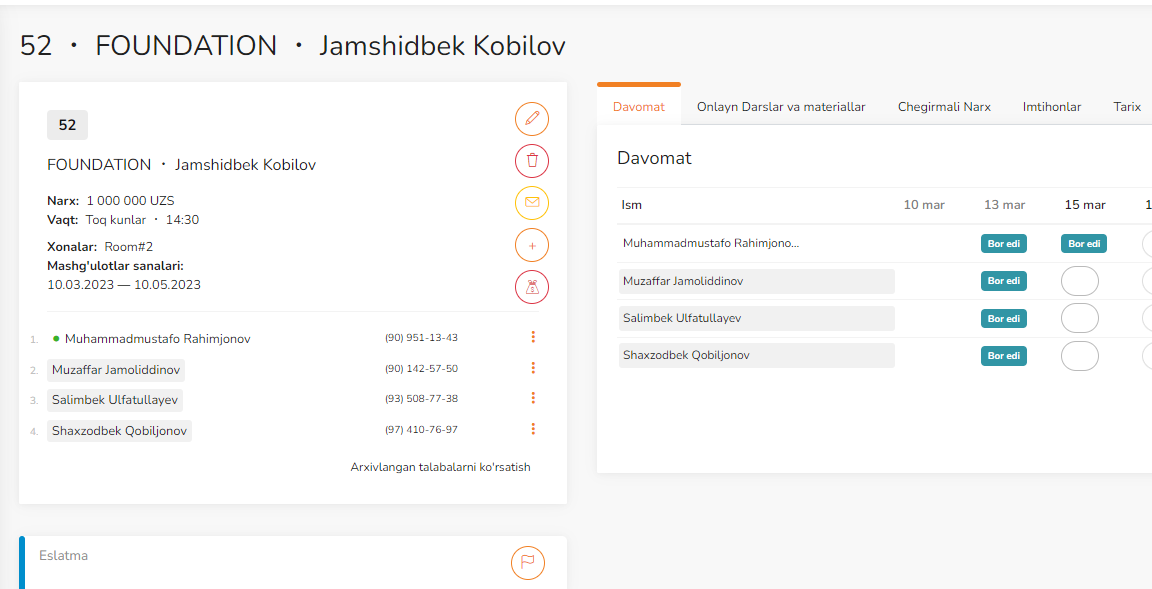 52 • FOUNDATION • Jamshidbek Kobilov
52
FOUNDATION • Jamshidbek Kobilov
Narx: 1 000 000 UZS
Vaqt: Toq kunlar • 14:30
Xonalar: Room#2
Mashg'ulotlar sanalari:
10.03.2023 — 10.05.2023
1. Muhammadmustafo Rahimjonov (90) 951-13-43
2. Muzaffar Jamoliddinov (90) 142-57-50
3. Salimbek Ulfatullayev (93) 508-77-38
4. Shaxzodbek Qobiljonov (97) 410-76-97
Arxivlangan talabalarni ko'rsatish
Eslatma
Davomat Onlayn Darslar va materiallar Chegirmali Narx Imtihonlar Tarix
Davomat
Ism 10 mar 13 mar 15 mar 1
Muhammadmustafo Rahimjono... Bor edi Bor edi
Muzaffar Jamoliddinov Bor edi
Salimbek Ulfatullayev Bor edi
Shaxzodbek Qobiljonov Bor edi